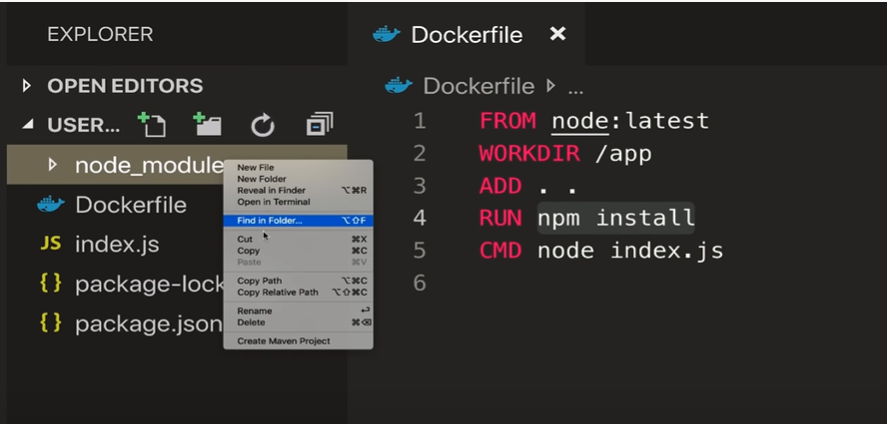 EXPLORER
OPEN EDITORS
USER...
node_module
Dockerfile
JS index.js
{} package-lock
{} package.json
New File
New Folder
Reveal in Finder ⌥⌘R
Open in Terminal
Find in Folder... ⌥⇧F
Cut ⌘X
Copy ⌘C
Paste ⌘V
Copy Path ⌥⌘C
Copy Relative Path ⌥⇧⌘C
Rename ⏎
Delete ⌘⌫
Create Maven Project
Dockerfile ×
Dockerfile ...
1 FROM node:latest
2 WORKDIR /app
3 ADD . .
4 RUN npm install
5 CMD node index.js
6